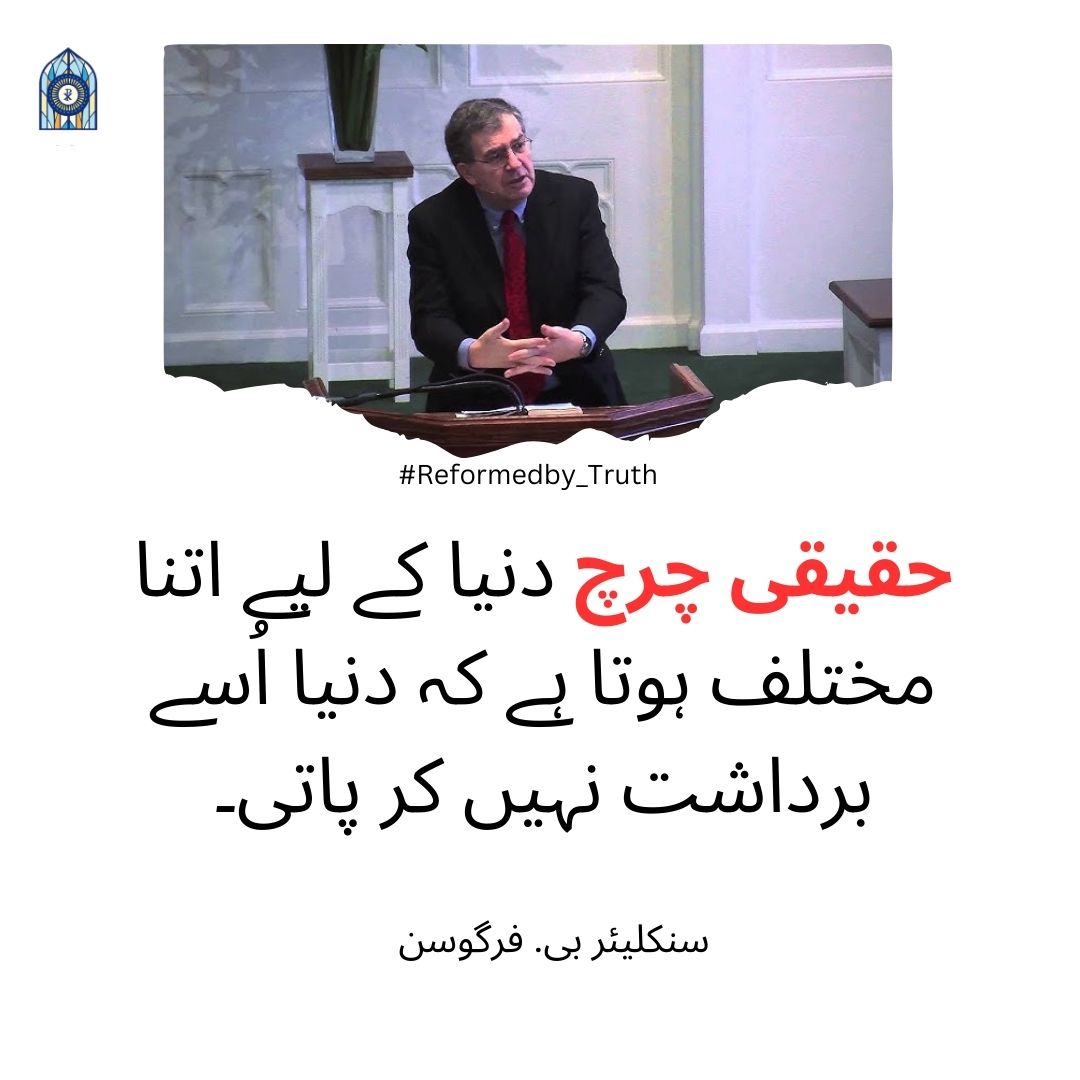 #Reformedby_Truth
حقیقی چرچ دنیا کے لیے اتنا
مختلف ہوتا ہے کہ دنیا اُسے
برداشت نہیں کر پاتی۔
سنکلیئر بی. فرگوسن